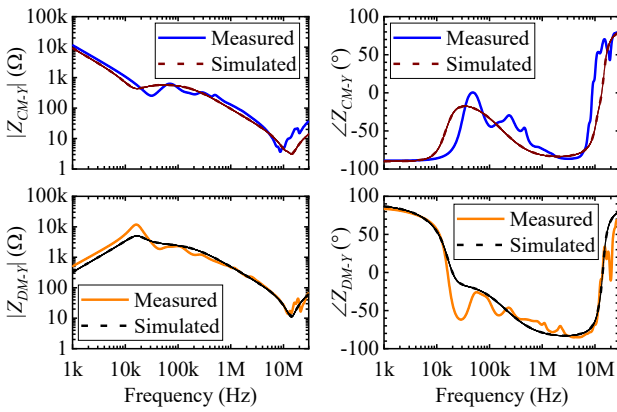 |Z_CM-Y| (Ω)
100k
10k
1k
100
10
1
Measured
Simulated
∠Z_CM-Y (°)
100
50
0
-50
-100
Measured
Simulated
|Z_DM-Y| (Ω)
100k
10k
1k
100
10
1
Measured
Simulated
1k 10k 100k 1M 10M
Frequency (Hz)
∠Z_DM-Y (°)
100
50
0
-50
-100
Measured
Simulated
1k 10k 100k 1M 10M
Frequency (Hz)